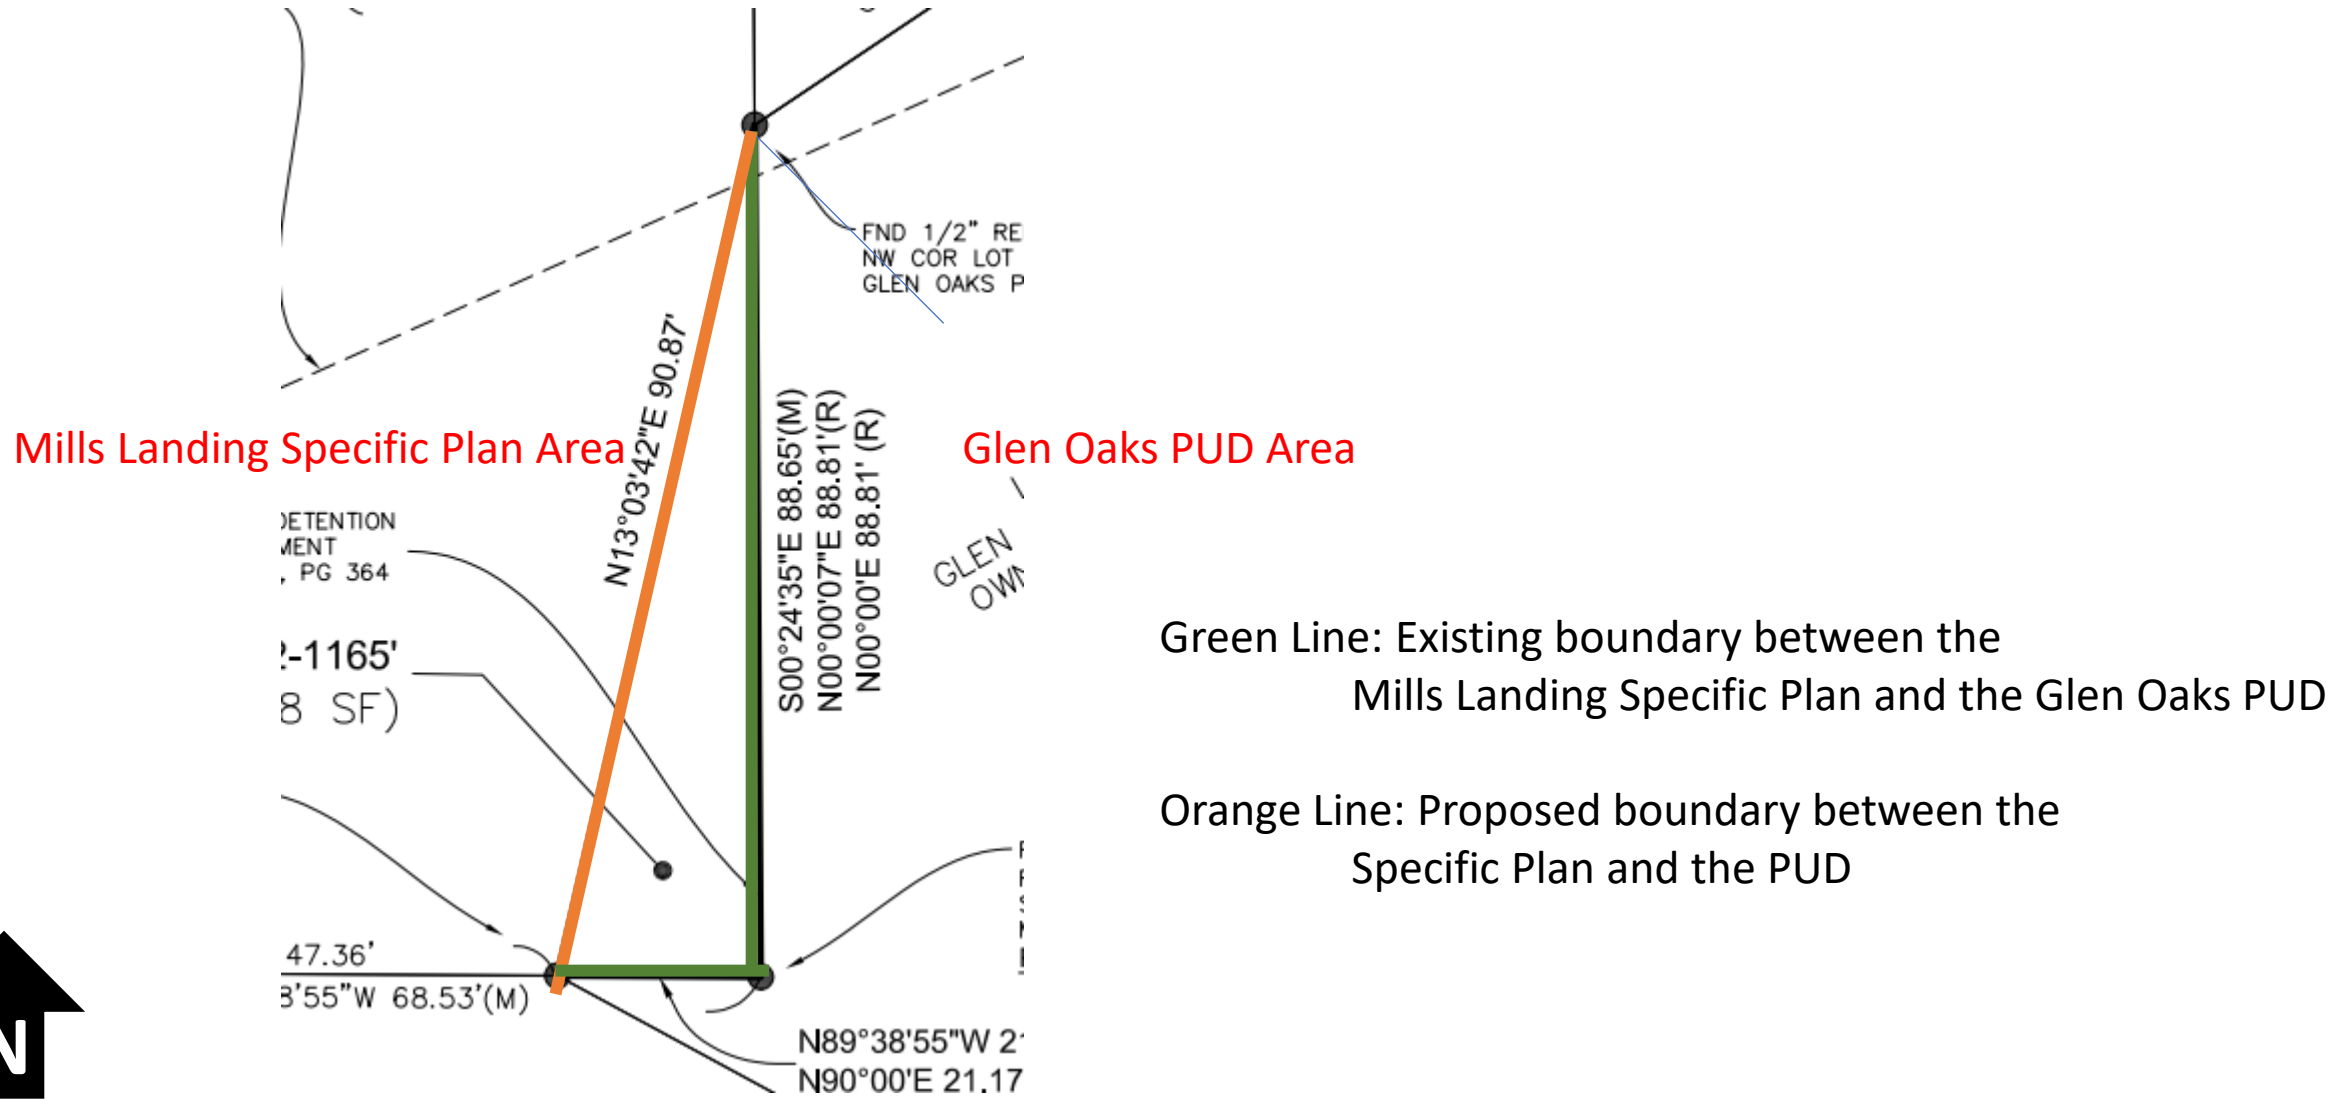 FND 1/2" RE
NW COR LOT
GLEN OAKS P
N13°03'42"E 90.87'
Mills Landing Specific Plan Area
Glen Oaks PUD Area
S00°24'35"E 88.65'(M)
N00°00'07"E 88.81'(R)
N00°00'E 88.81' (R)
DETENTION
MENT
, PG 364
GLEN
OWN
2-1165'
8 SF)
Green Line: Existing boundary between the
Mills Landing Specific Plan and the Glen Oaks PUD
Orange Line: Proposed boundary between the
Specific Plan and the PUD
47.36'
8'55"W 68.53'(M)
N89°38'55"W 21
N90°00'E 21.17
N